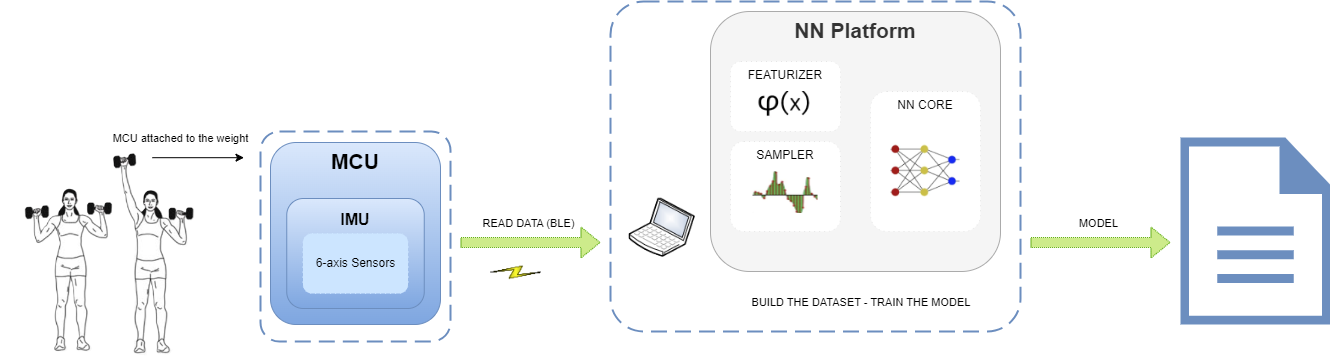 MCU attached to the weight
MCU
IMU
6-axis Sensors
READ DATA (BLE)
NN Platform
FEATURIZER
φ(x)
SAMPLER
NN CORE
BUILD THE DATASET - TRAIN THE MODEL
MODEL